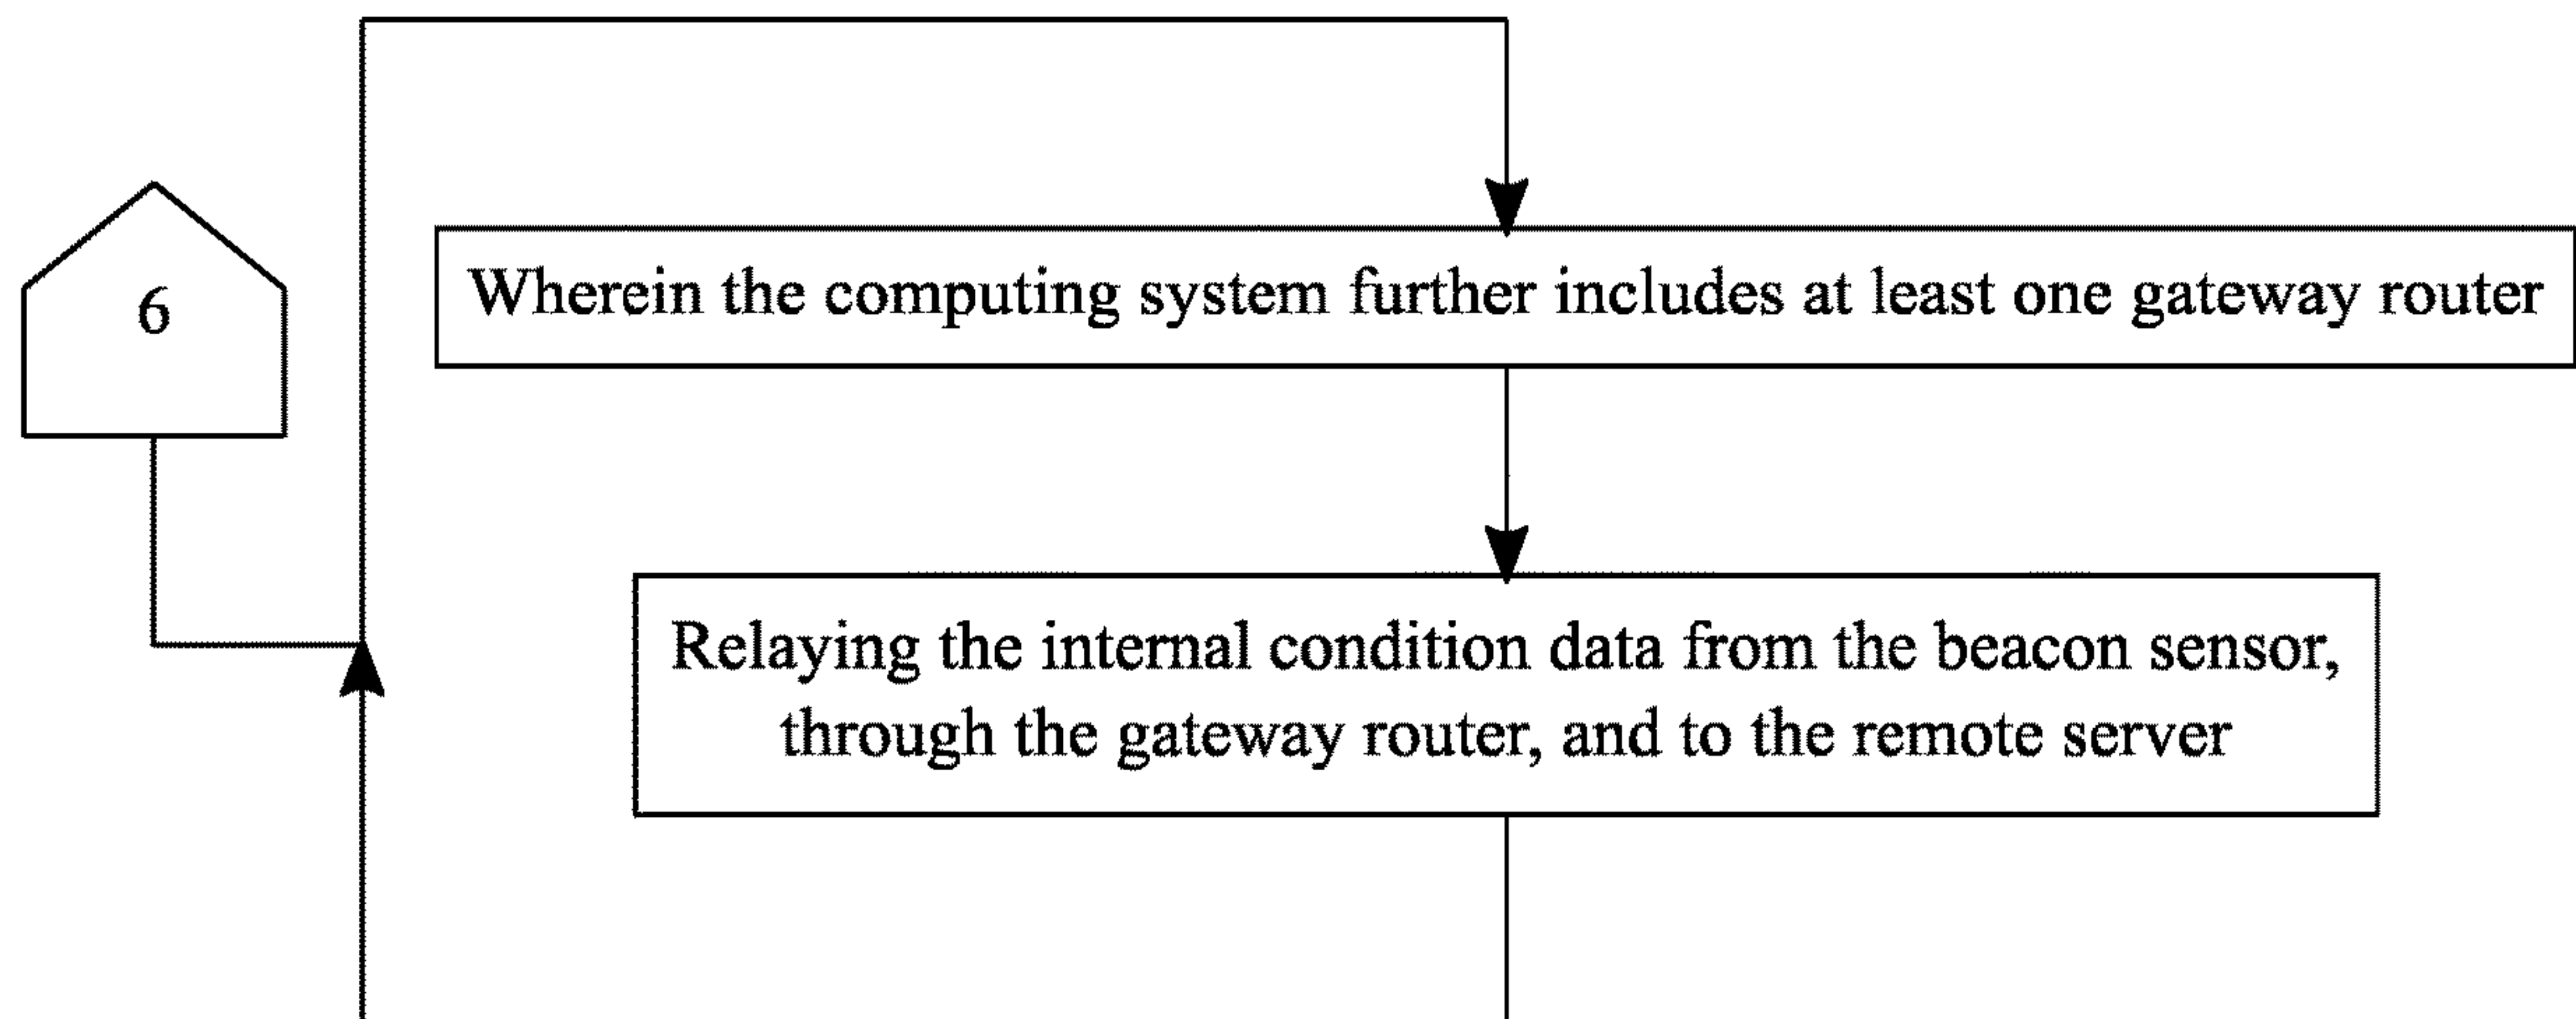 6
Wherein the computing system further includes at least one gateway router
Relaying the internal condition data from the beacon sensor,
through the gateway router, and to the remote server